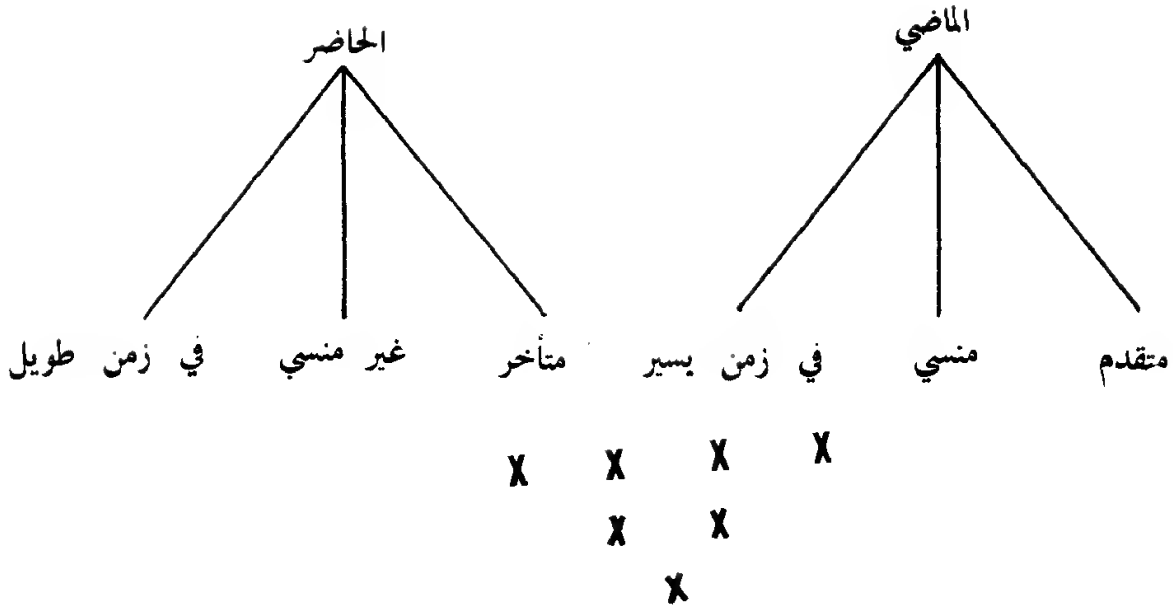 الماضي
الحاضر
متقدم
منسي
في زمن يسير
متأخر
غير منسي
في زمن طويل
X X X X
X X
X